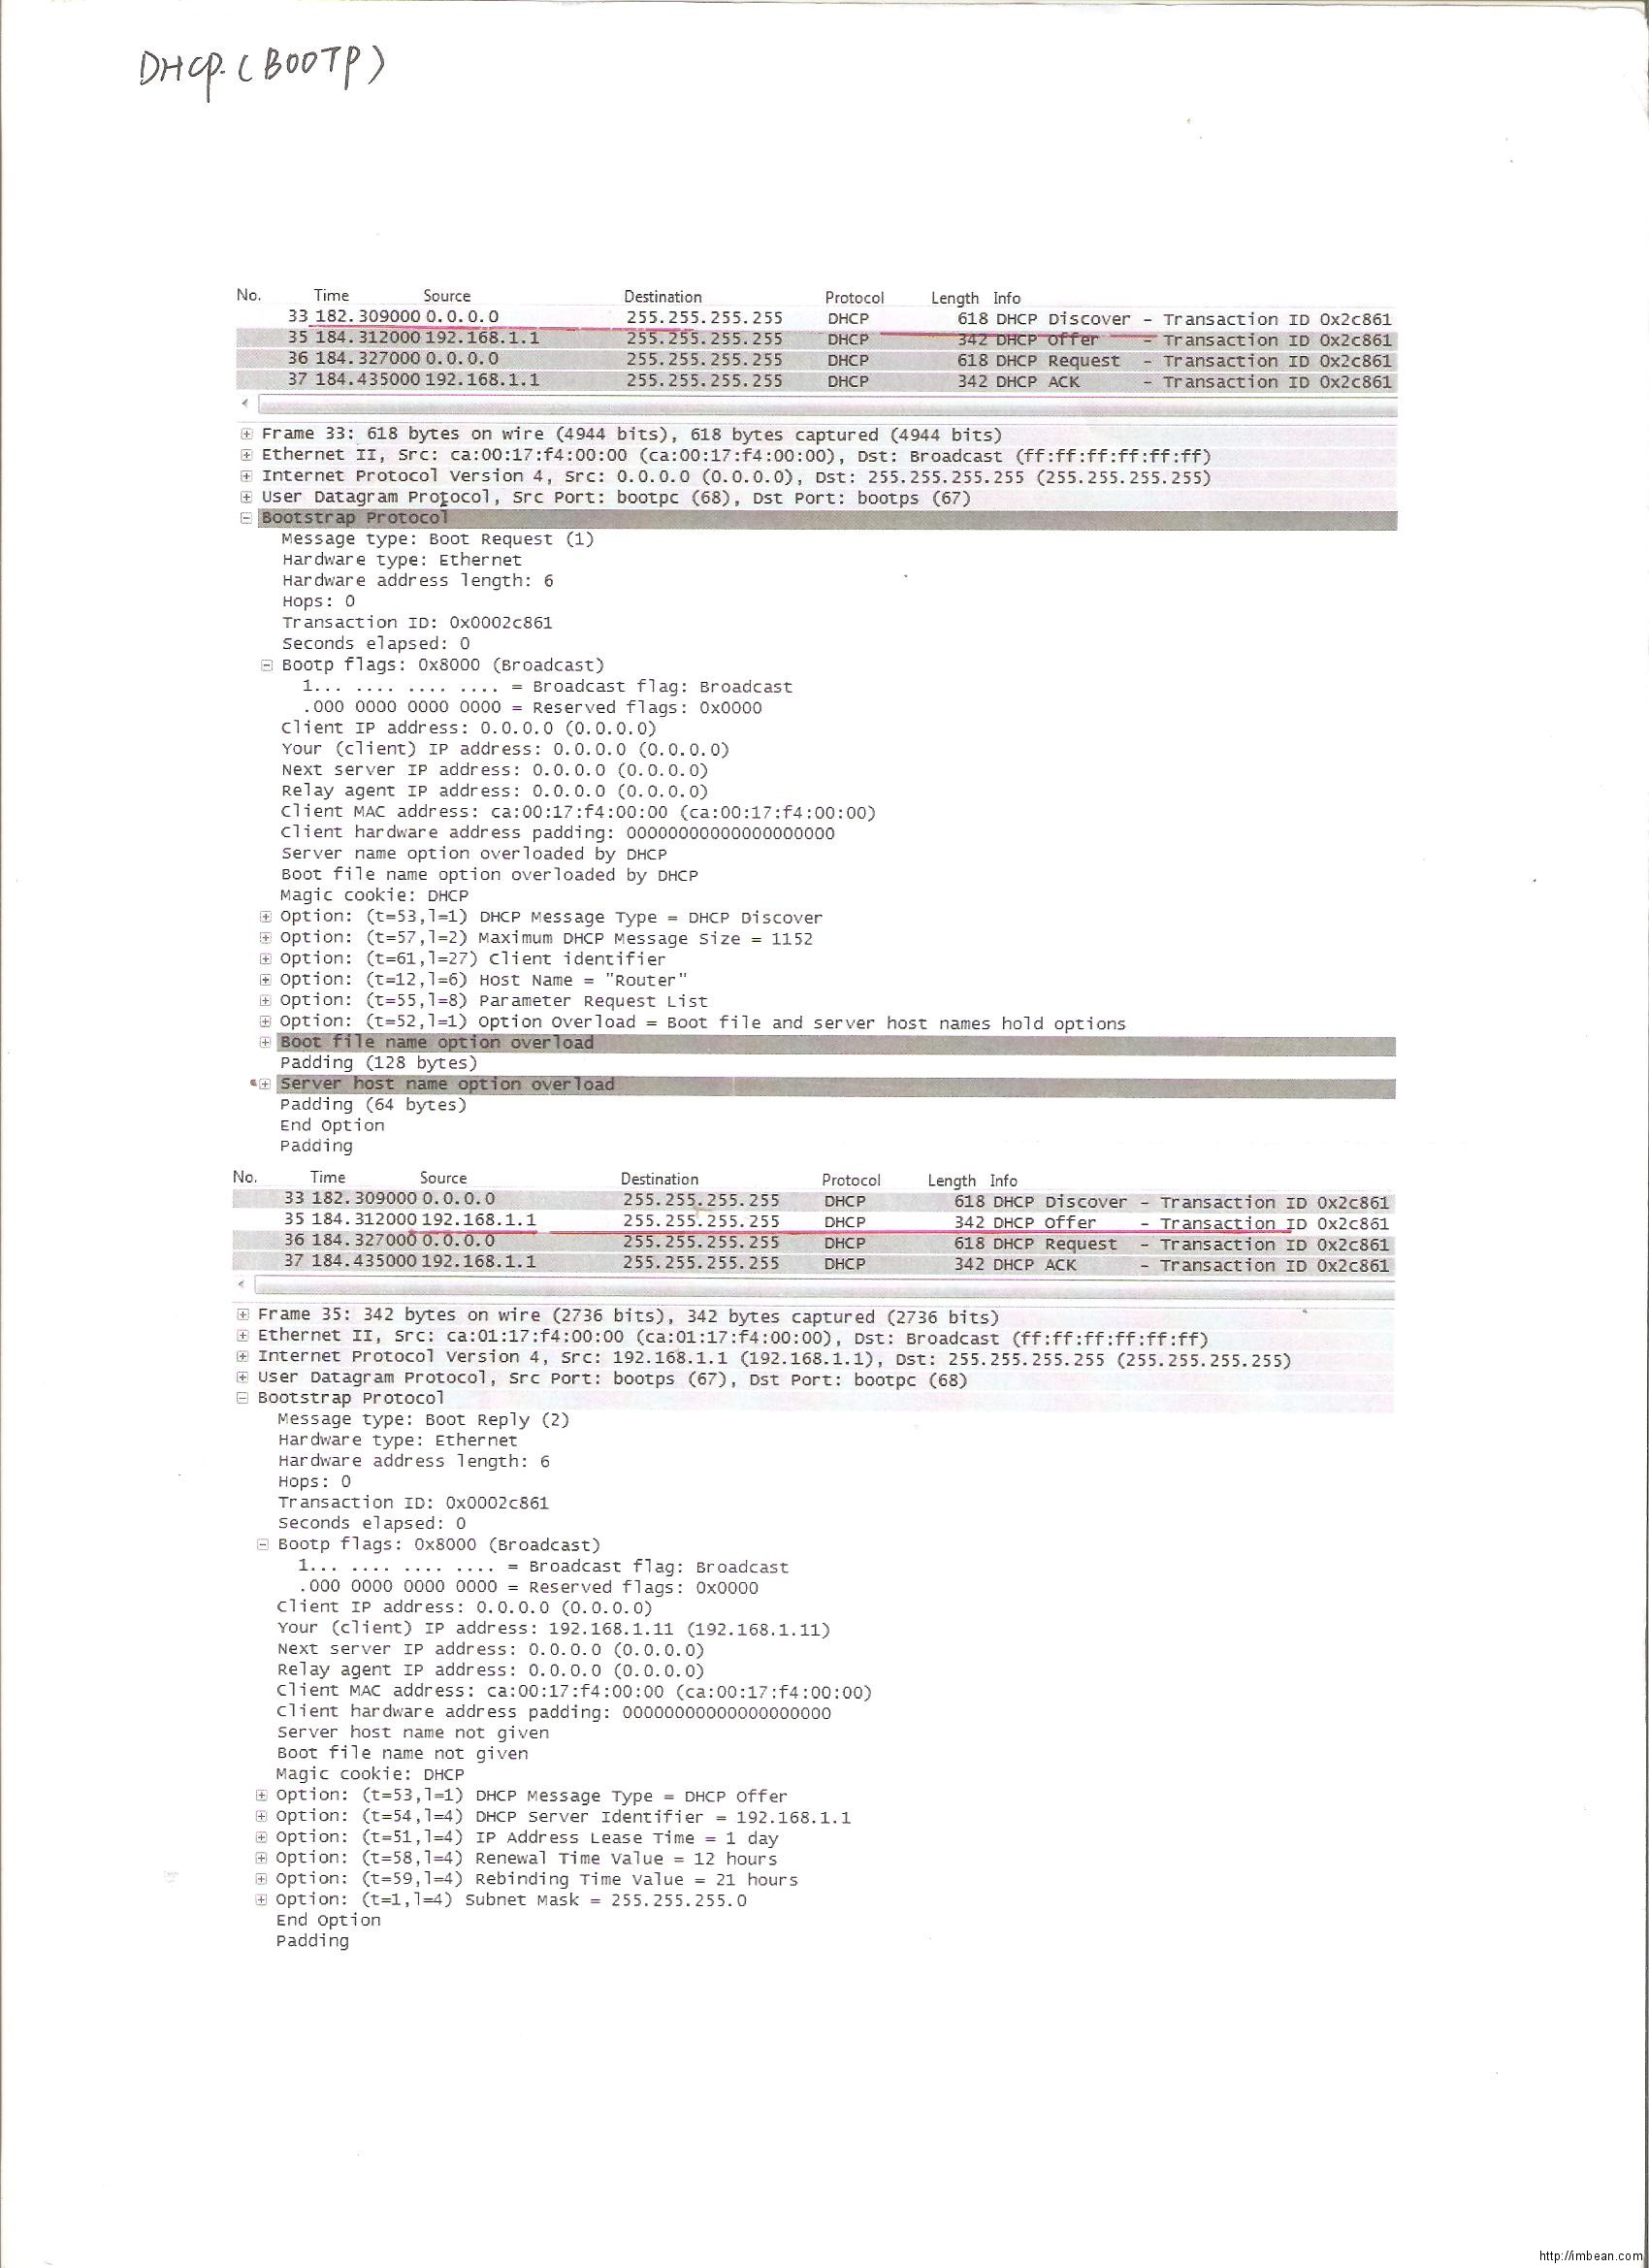 DHCP. (BOOTP)
No. Time Source Destination Protocol Length Info
33 182.309000 0.0.0.0 255.255.255.255 DHCP 618 DHCP Discover - Transaction ID 0x2c861
35 184.312000 192.168.1.1 255.255.255.255 DHCP 342 DHCP Offer - Transaction ID 0x2c861
36 184.327000 0.0.0.0 255.255.255.255 DHCP 618 DHCP Request - Transaction ID 0x2c861
37 184.435000 192.168.1.1 255.255.255.255 DHCP 342 DHCP ACK - Transaction ID 0x2c861
Frame 33: 618 bytes on wire (4944 bits), 618 bytes captured (4944 bits)
Ethernet II, Src: ca:00:17:f4:00:00 (ca:00:17:f4:00:00), Dst: Broadcast (ff:ff:ff:ff:ff:ff)
Internet Protocol Version 4, Src: 0.0.0.0 (0.0.0.0), Dst: 255.255.255.255 (255.255.255.255)
User Datagram Protocol, Src Port: bootpc (68), Dst Port: bootps (67)
Bootstrap Protocol
Message type: Boot Request (1)
Hardware type: Ethernet
Hardware address length: 6
Hops: 0
Transaction ID: 0x0002c861
Seconds elapsed: 0
Bootp flags: 0x8000 (Broadcast)
1... .... .... .... = Broadcast flag: Broadcast
.000 0000 0000 0000 = Reserved flags: 0x0000
Client IP address: 0.0.0.0 (0.0.0.0)
Your (client) IP address: 0.0.0.0 (0.0.0.0)
Next server IP address: 0.0.0.0 (0.0.0.0)
Relay agent IP address: 0.0.0.0 (0.0.0.0)
Client MAC address: ca:00:17:f4:00:00 (ca:00:17:f4:00:00)
Client hardware address padding: 00000000000000000000
Server name option overloaded by DHCP
Boot file name option overloaded by DHCP
Magic cookie: DHCP
Option: (t=53,l=1) DHCP Message Type = DHCP Discover
Option: (t=57,l=2) Maximum DHCP Message Size = 1152
Option: (t=61,l=27) Client identifier
Option: (t=12,l=6) Host Name = "Router"
Option: (t=55,l=8) Parameter Request List
Option: (t=52,l=1) Option Overload = Boot file and server host names hold options
Boot file name option overload
Padding (128 bytes)
Server host name option overload
Padding (64 bytes)
End Option
Padding
No. Time Source Destination Protocol Length Info
33 182.309000 0.0.0.0 255.255.255.255 DHCP 618 DHCP Discover - Transaction ID 0x2c861
35 184.312000 192.168.1.1 255.255.255.255 DHCP 342 DHCP Offer - Transaction ID 0x2c861
36 184.327000 0.0.0.0 255.255.255.255 DHCP 618 DHCP Request - Transaction ID 0x2c861
37 184.435000 192.168.1.1 255.255.255.255 DHCP 342 DHCP ACK - Transaction ID 0x2c861
Frame 35: 342 bytes on wire (2736 bits), 342 bytes captured (2736 bits)
Ethernet II, Src: ca:01:17:f4:00:00 (ca:01:17:f4:00:00), Dst: Broadcast (ff:ff:ff:ff:ff:ff)
Internet Protocol Version 4, Src: 192.168.1.1 (192.168.1.1), Dst: 255.255.255.255 (255.255.255.255)
User Datagram Protocol, Src Port: bootps (67), Dst Port: bootpc (68)
Bootstrap Protocol
Message type: Boot Reply (2)
Hardware type: Ethernet
Hardware address length: 6
Hops: 0
Transaction ID: 0x0002c861
Seconds elapsed: 0
Bootp flags: 0x8000 (Broadcast)
1... .... .... .... = Broadcast flag: Broadcast
.000 0000 0000 0000 = Reserved flags: 0x0000
Client IP address: 0.0.0.0 (0.0.0.0)
Your (client) IP address: 192.168.1.11 (192.168.1.11)
Next server IP address: 0.0.0.0 (0.0.0.0)
Relay agent IP address: 0.0.0.0 (0.0.0.0)
Client MAC address: ca:00:17:f4:00:00 (ca:00:17:f4:00:00)
Client hardware address padding: 00000000000000000000
Server host name not given
Boot file name not given
Magic cookie: DHCP
Option: (t=53,l=1) DHCP Message Type = DHCP Offer
Option: (t=54,l=4) DHCP Server Identifier = 192.168.1.1
Option: (t=51,l=4) IP Address Lease Time = 1 day
Option: (t=58,l=4) Renewal Time Value = 12 hours
Option: (t=59,l=4) Rebinding Time Value = 21 hours
Option: (t=1,l=4) Subnet Mask = 255.255.255.0
End Option
Padding
http://imbean.com